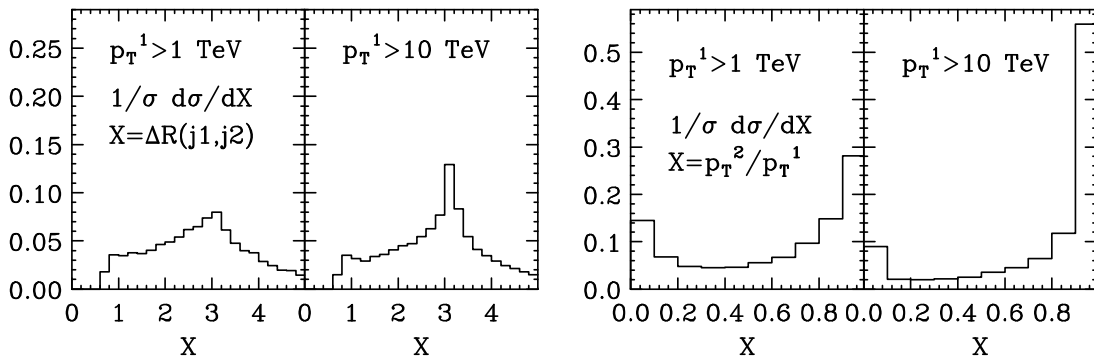 0.25
0.20
0.15
0.10
0.05
0.00
p_T^1>1 TeV
1/σ dσ/dX
X=ΔR(j1,j2)
0 1 2 3 4
X
p_T^1>10 TeV
0 1 2 3 4
X
0.5
0.4
0.3
0.2
0.1
0.0
p_T^1>1 TeV
1/σ dσ/dX
X=p_T^2/p_T^1
0.0 0.2 0.4 0.6 0.8
X
p_T^1>10 TeV
0.0 0.2 0.4 0.6 0.8
X